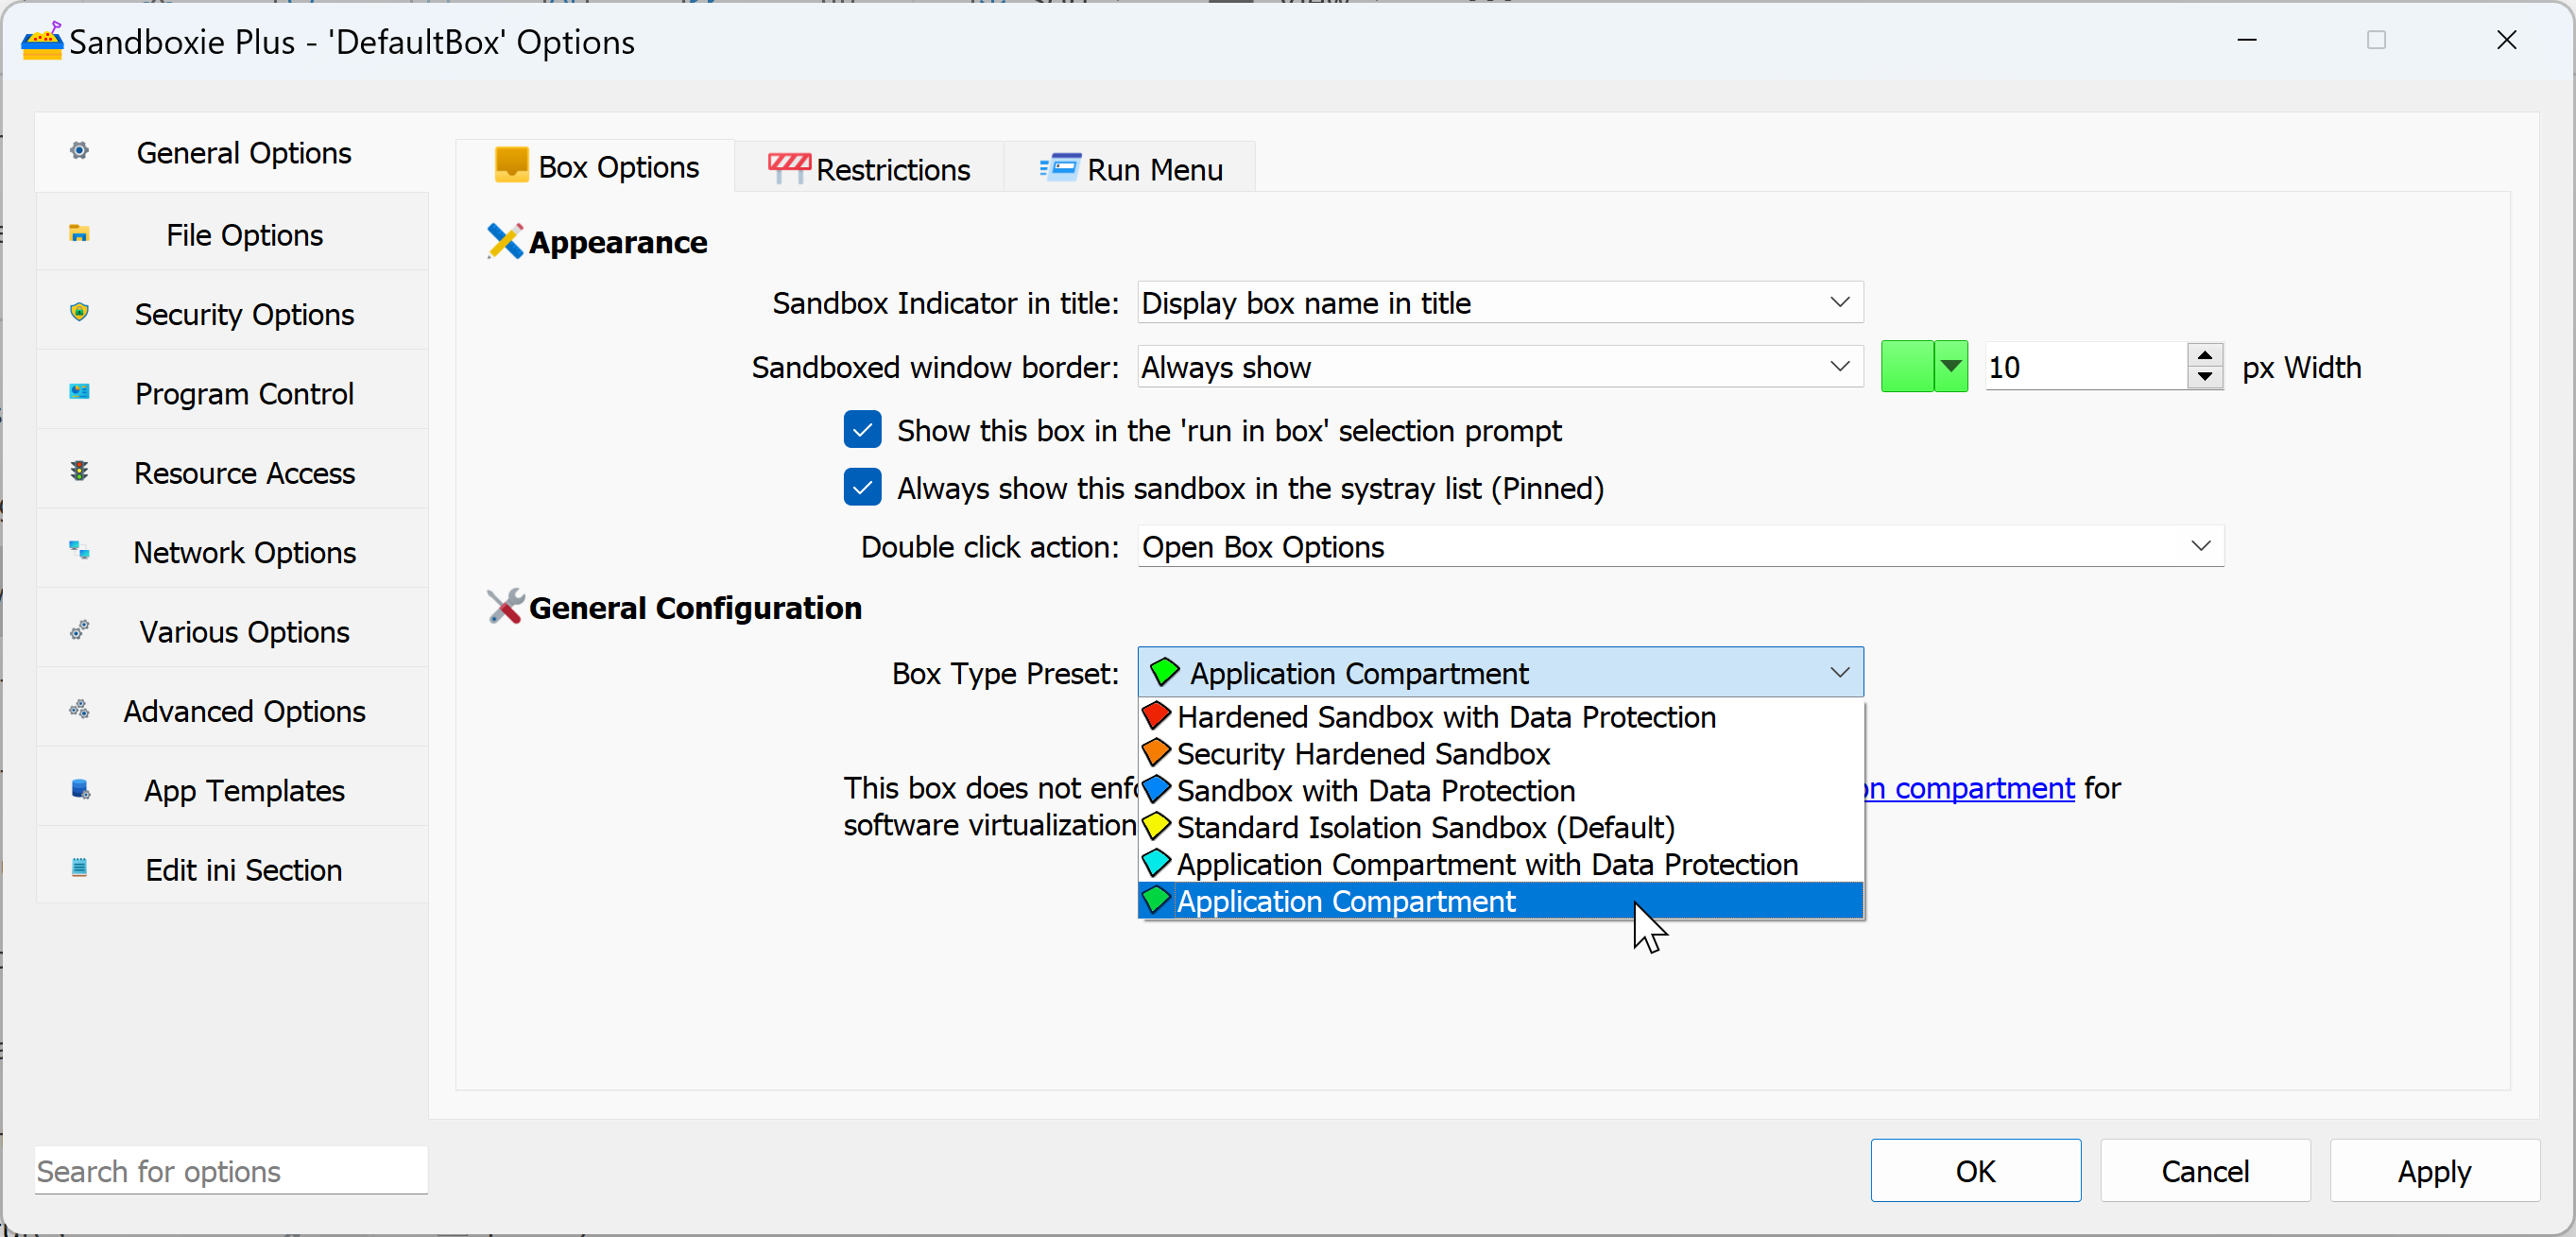 Sandboxie Plus - 'DefaultBox' Options
General Options
File Options
Security Options
Program Control
Resource Access
Network Options
Various Options
Advanced Options
App Templates
Edit ini Section
Search for options
Box Options
Restrictions
Run Menu
Appearance
Sandbox Indicator in title: Display box name in title
Sandboxed window border: Always show 10 px Width
Show this box in the 'run in box' selection prompt
Always show this sandbox in the systray list (Pinned)
Double click action: Open Box Options
General Configuration
Box Type Preset: Application Compartment
Hardened Sandbox with Data Protection
Security Hardened Sandbox
Sandbox with Data Protection
Standard Isolation Sandbox (Default)
Application Compartment with Data Protection
Application Compartment
This box does not compartment for
software virtualization
OK
Cancel
Apply